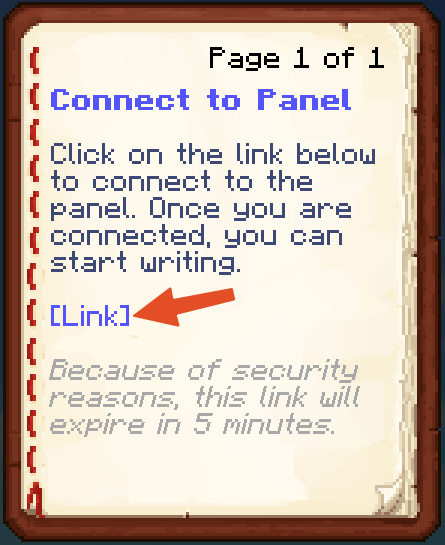 Page 1 of 1
Connect to Panel
Click on the link below
to connect to the
panel. Once you are
connected, you can
start writing.
[Link]
Because of security
reasons, this link will
expire in 5 minutes.